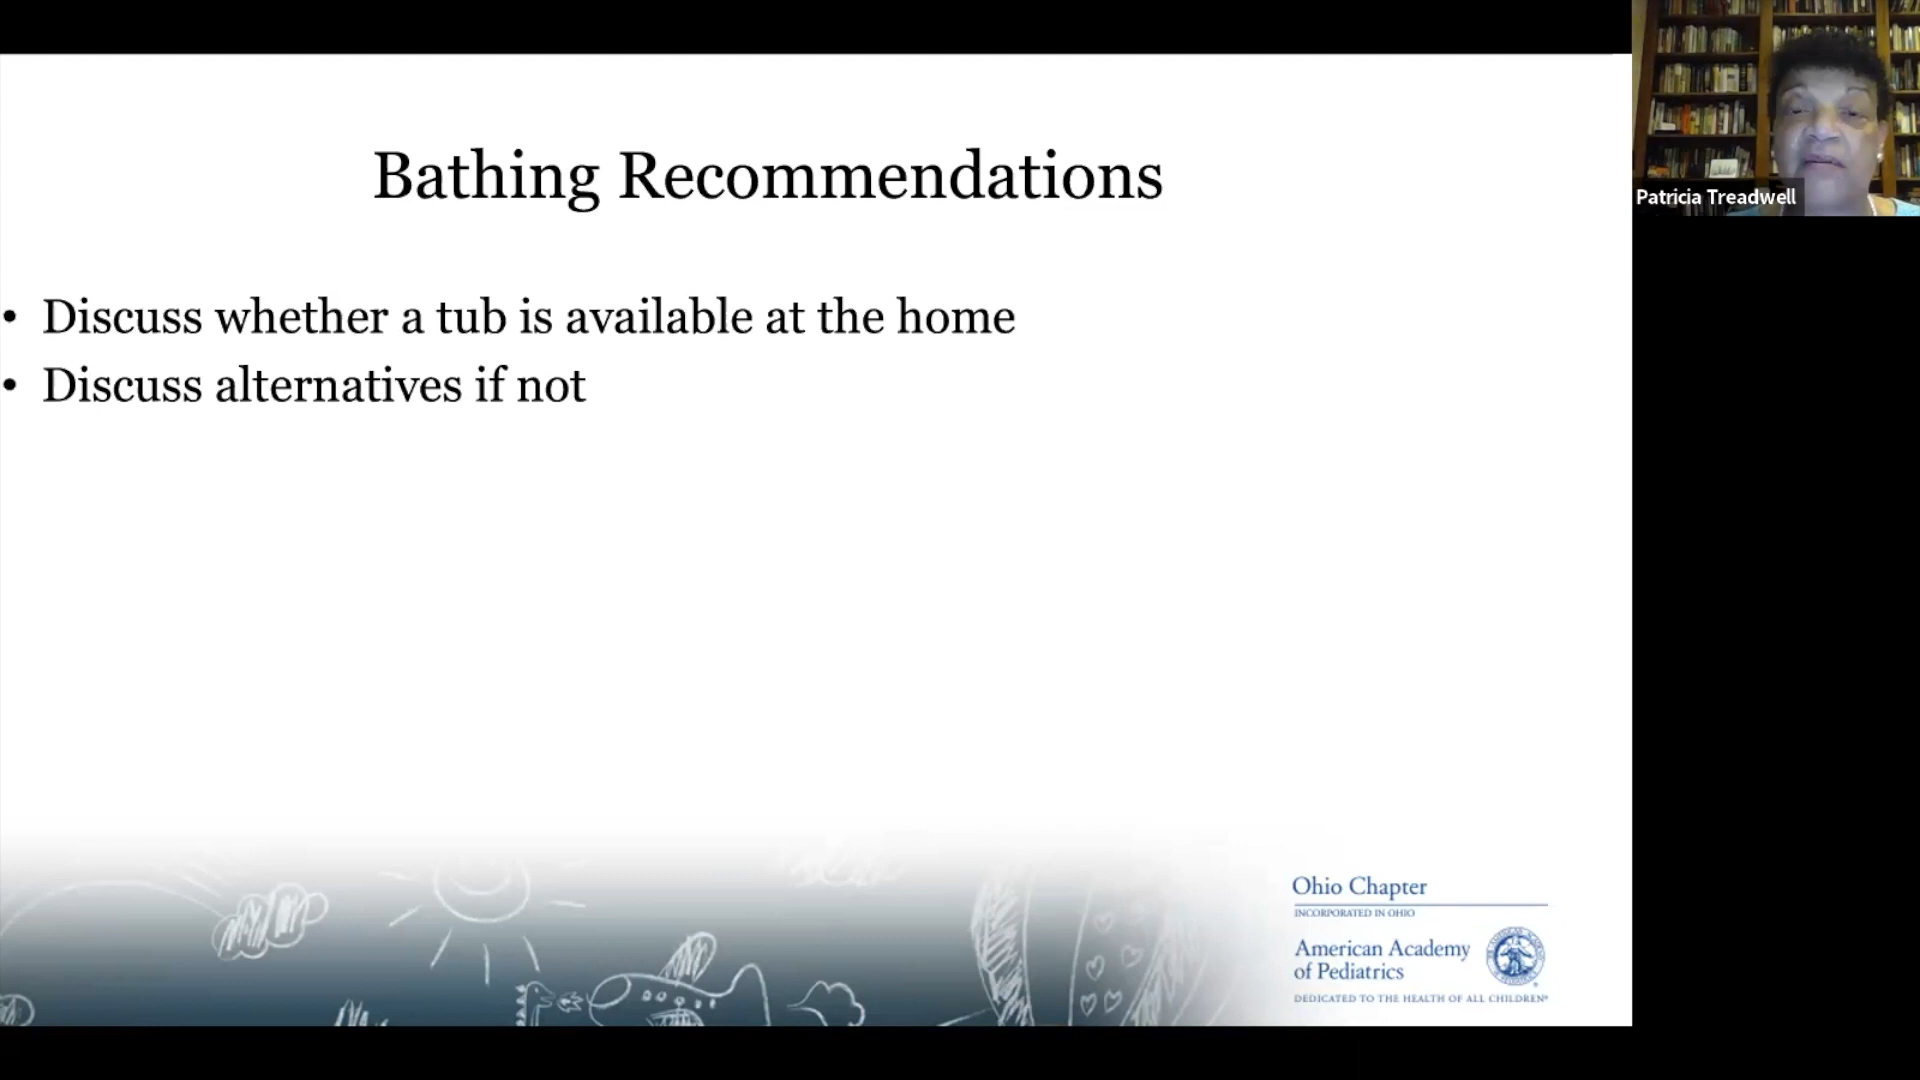 Bathing Recommendations
• Discuss whether a tub is available at the home
• Discuss alternatives if not
Patricia Treadwell
Ohio Chapter
INCORPORATED IN OHIO
American Academy
of Pediatrics
DEDICATED TO THE HEALTH OF ALL CHILDREN®